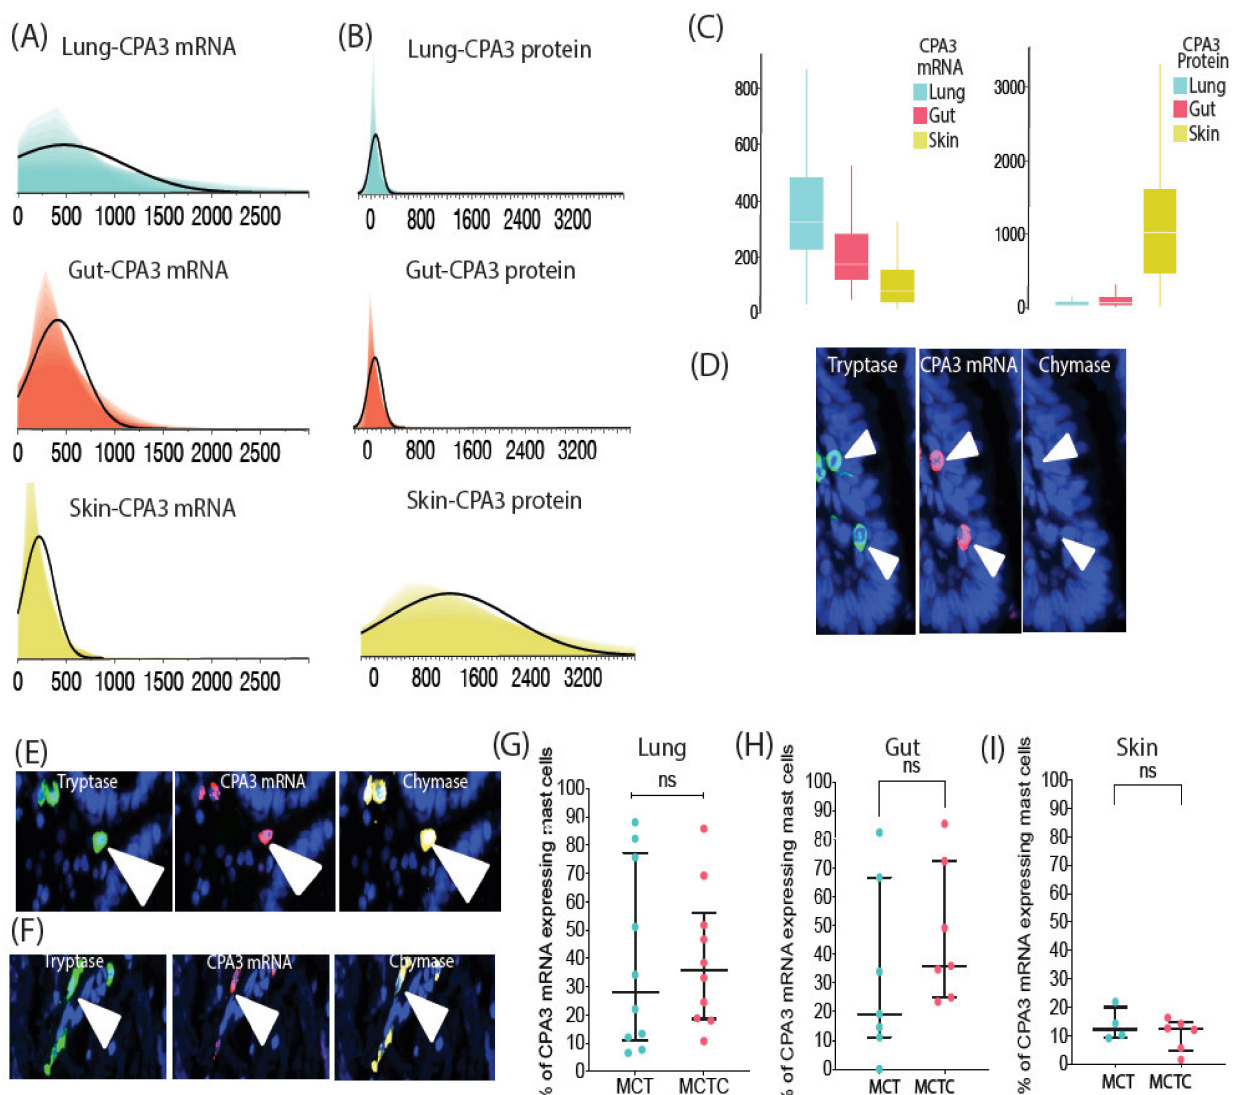 (A)
Lung-CPA3 mRNA
0 500 1000 1500 2000 2500
Gut-CPA3 mRNA
0 500 1000 1500 2000 2500
Skin-CPA3 mRNA
0 500 1000 1500 2000 2500
(B)
Lung-CPA3 protein
0 800 1600 2400 3200
Gut-CPA3 protein
0 800 1600 2400 3200
Skin-CPA3 protein
0 800 1600 2400 3200
(C)
CPA3
mRNA
Lung
Gut
Skin
800
600
400
200
0
CPA3
Protein
Lung
Gut
Skin
3000
2000
1000
0
(D)
Tryptase CPA3 mRNA Chymase
(E)
Tryptase CPA3 mRNA Chymase
(F)
Tryptase CPA3 mRNA Chymase
(G)
Lung
ns
% of CPA3 mRNA expressing mast cells
100
90
80
70
60
50
40
30
20
10
0
MCT MCTC
(H)
Gut
ns
% of CPA3 mRNA expressing mast cells
100
90
80
70
60
50
40
30
20
10
0
MCT MCTC
(I)
Skin
ns
% of CPA3 mRNA expressing mast cells
100
90
80
70
60
50
40
30
20
10
0
MCT MCTC